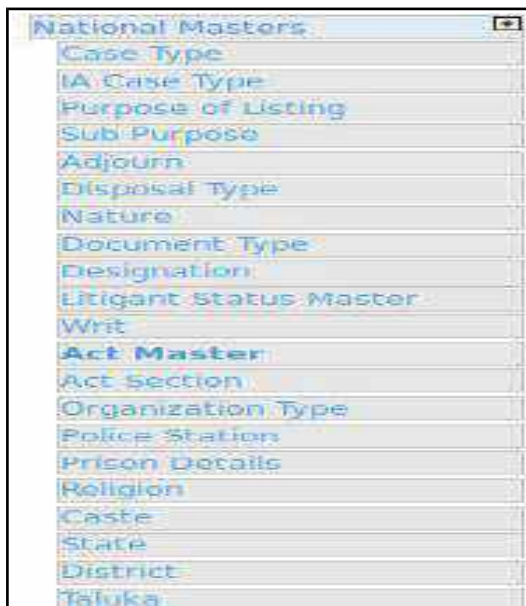 National Masters
Case Type
IA Case Type
Purpose of Listing
Sub Purpose
Adjourn
Disposal Type
Nature
Document Type
Designation
Litigant Status Master
Writ
Act Master
Act Section
Organization Type
Police Station
Prison Details
Religion
Caste
State
District
Taluka